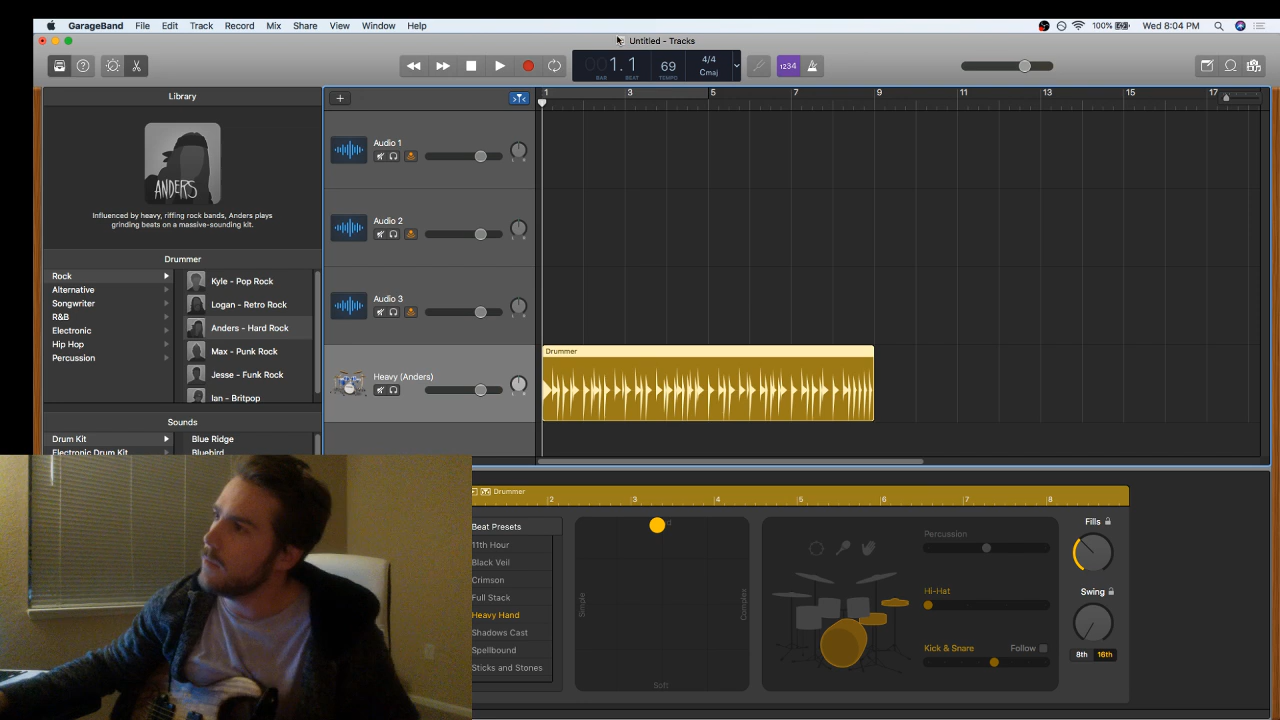 GarageBand File Edit Track Record Mix Share View Window Help 100% Wed 8:04 PM
Untitled - Tracks
001.1 69 4/4 Cmaj 1234
BAR BEAT TEMPO
Library
ANDERS
Influenced by heavy, riffing rock bands, Anders plays
grinding beats on a massive-sounding kit.
Drummer
Rock
Alternative
Songwriter
R&B
Electronic
Hip Hop
Percussion
Kyle - Pop Rock
Logan - Retro Rock
Anders - Hard Rock
Max - Punk Rock
Jesse - Funk Rock
Ian - Britpop
Sounds
Drum Kit
Electronic Drum Kit
Blue Ridge
Bluebird
1 3 5 7 9 11 13 15 17
Audio 1
L R
Audio 2
L R
Audio 3
L R
Heavy (Anders)
Drummer
Drummer
2 3 4 5 6 7 8
Beat Presets
11th Hour
Black Veil
Crimson
Full Stack
Heavy Hand
Shadows Cast
Spellbound
Sticks and Stones
Simple
Complex
Soft
Percussion
Hi-Hat
Kick & Snare Follow
Fills
Swing
8th 16th